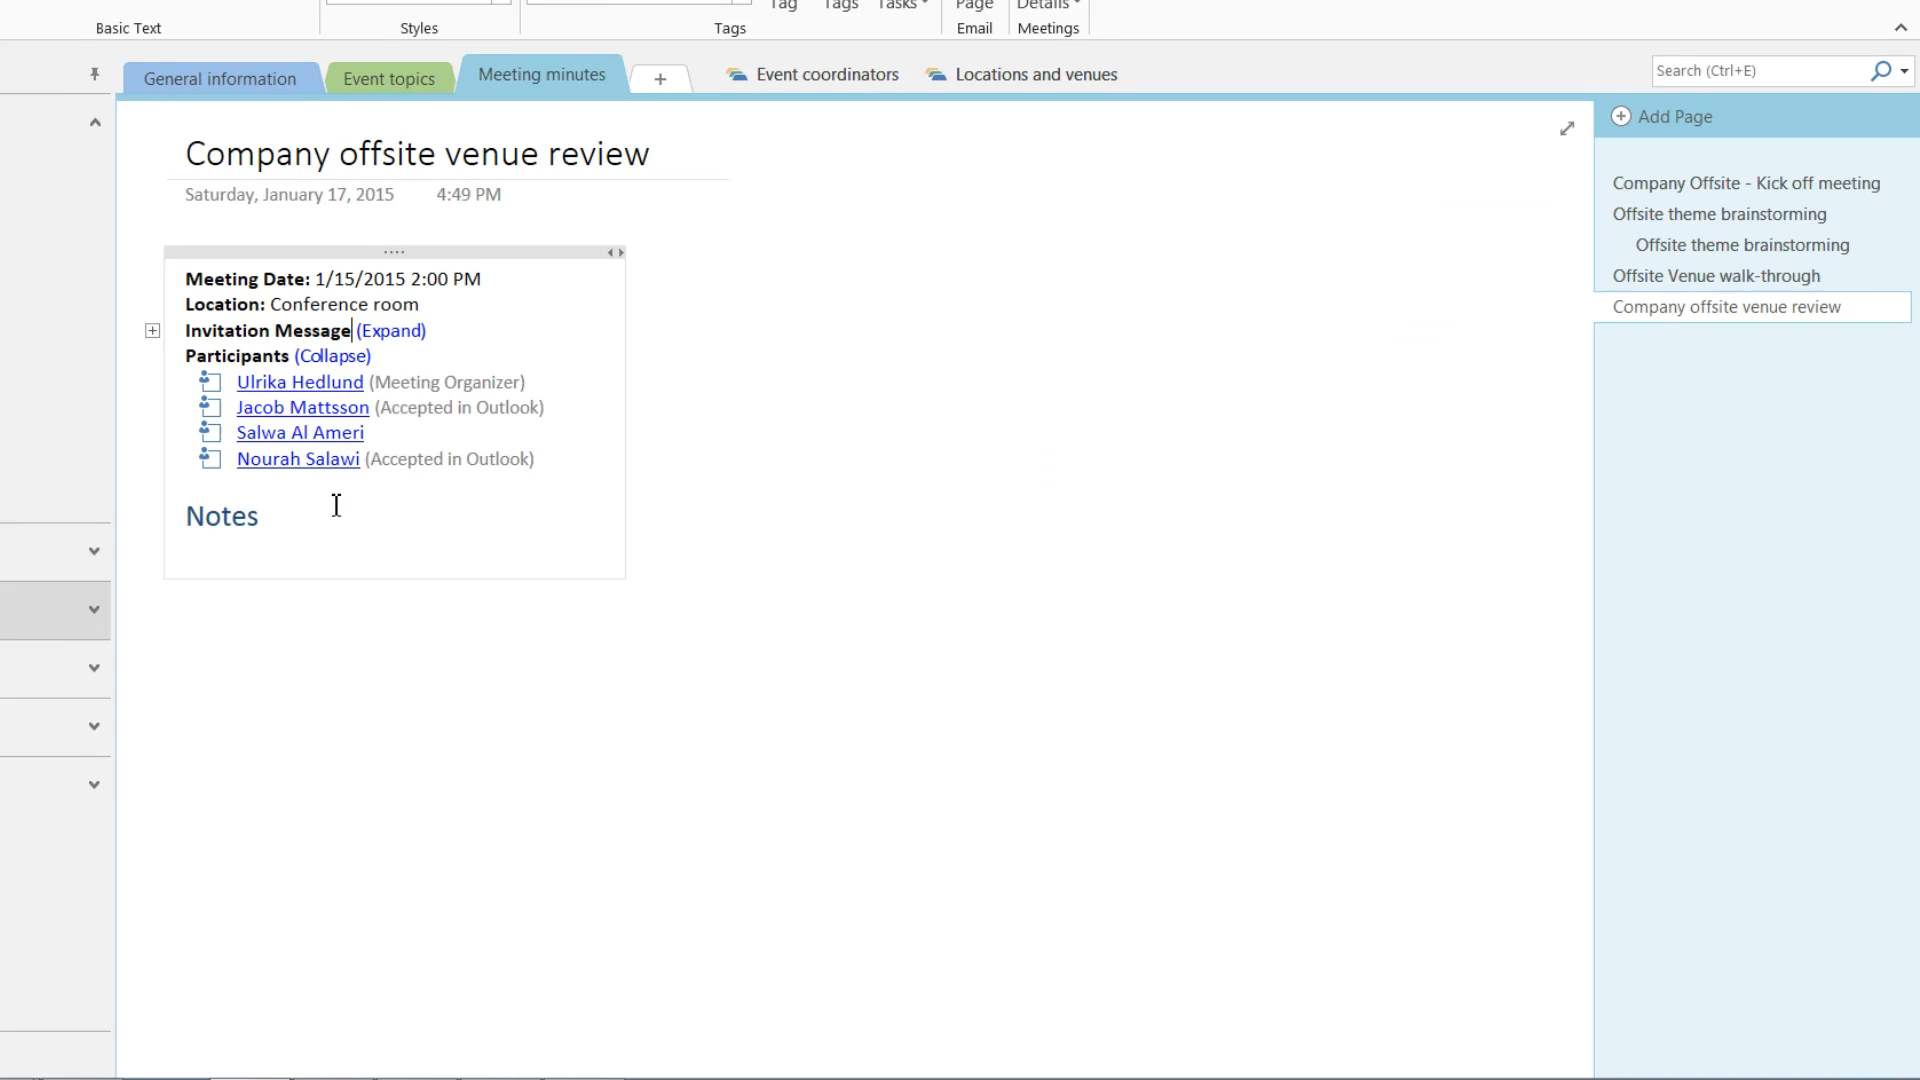 Tag Tags Tasks Page Details
Basic Text Styles Tags Email Meetings
General information Event topics Meeting minutes + Event coordinators Locations and venues Search (Ctrl+E)
Add Page
Company offsite venue review
Saturday, January 17, 2015 4:49 PM
Company Offsite - Kick off meeting
Offsite theme brainstorming
Offsite theme brainstorming
Offsite Venue walk-through
Company offsite venue review
Meeting Date: 1/15/2015 2:00 PM
Location: Conference room
Invitation Message (Expand)
Participants (Collapse)
Ulrika Hedlund (Meeting Organizer)
Jacob Mattsson (Accepted in Outlook)
Salwa Al Ameri
Nourah Salawi (Accepted in Outlook)
Notes